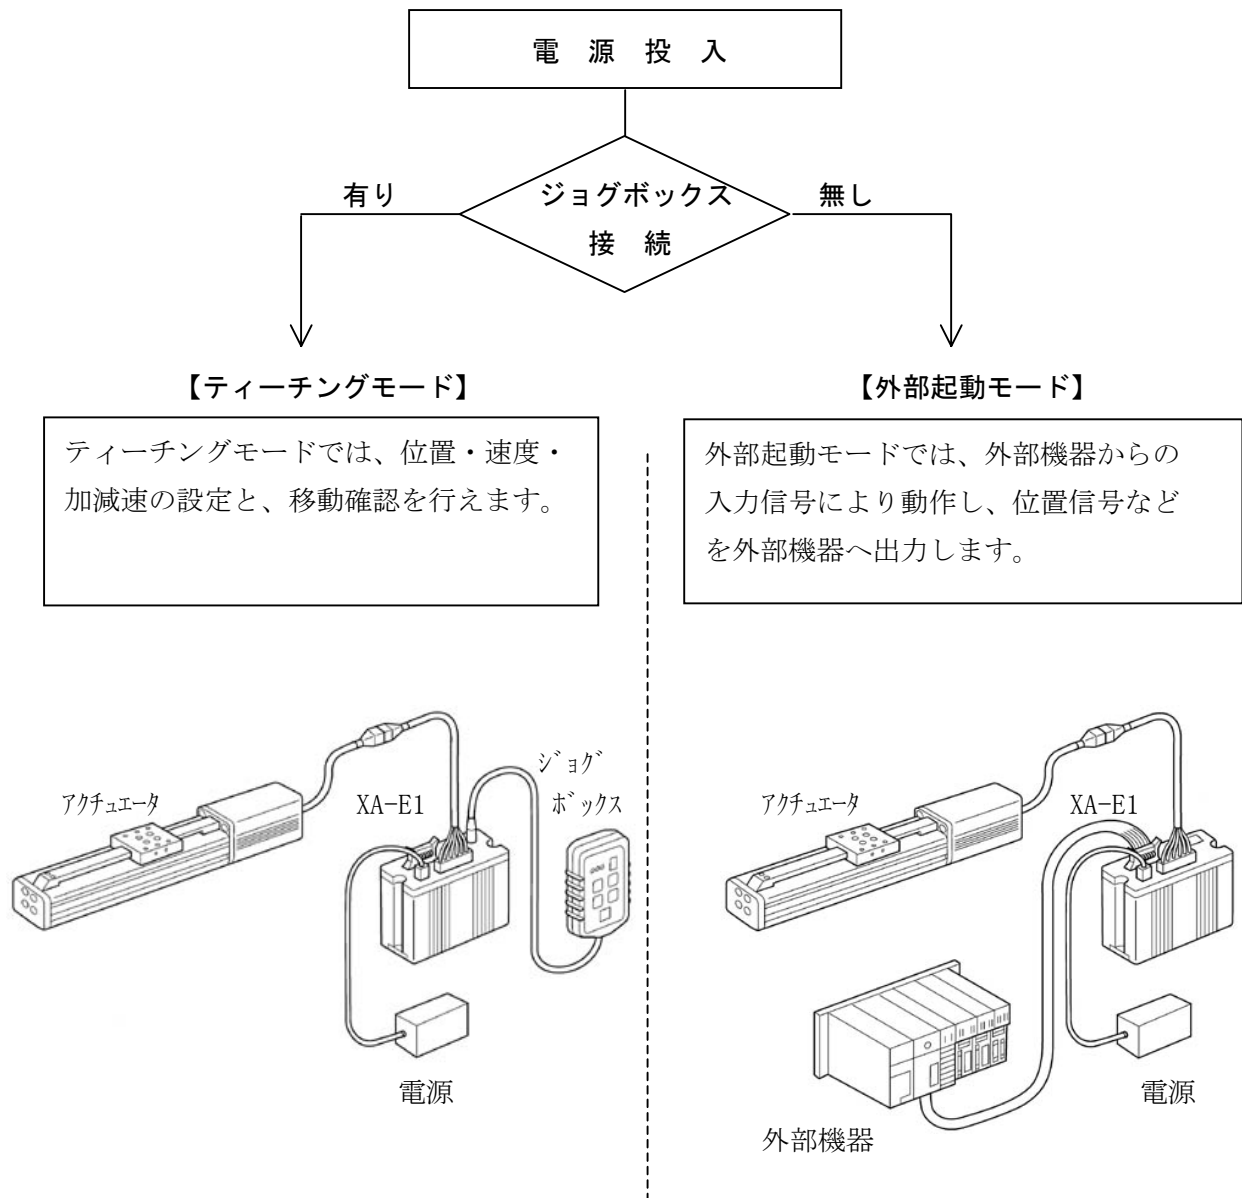 電 源 投 入
有り
ジョグボックス
接 続
無し
【ティーチングモード】
ティーチングモードでは、位置・速度・
加減速の設定と、移動確認を行えます。
アクチュエータ
XA-E1
ジョグ
ボックス
電源
【外部起動モード】
外部起動モードでは、外部機器からの
入力信号により動作し、位置信号など
を外部機器へ出力します。
アクチュエータ
XA-E1
電源
外部機器